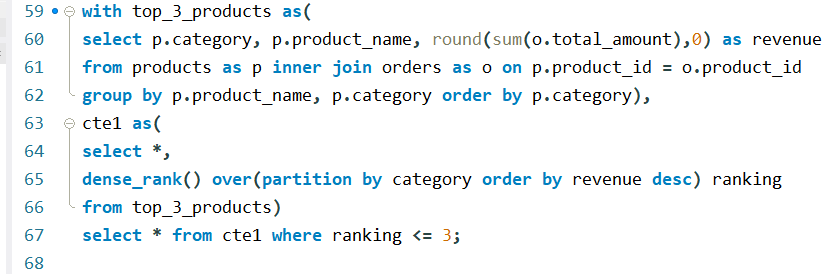 59 with top_3_products as(
60 select p.category, p.product_name, round(sum(o.total_amount),0) as revenue
61 from products as p inner join orders as o on p.product_id = o.product_id
62 group by p.product_name, p.category order by p.category),
63 cte1 as(
64 select *,
65 dense_rank() over(partition by category order by revenue desc) ranking
66 from top_3_products)
67 select * from cte1 where ranking <= 3;
68